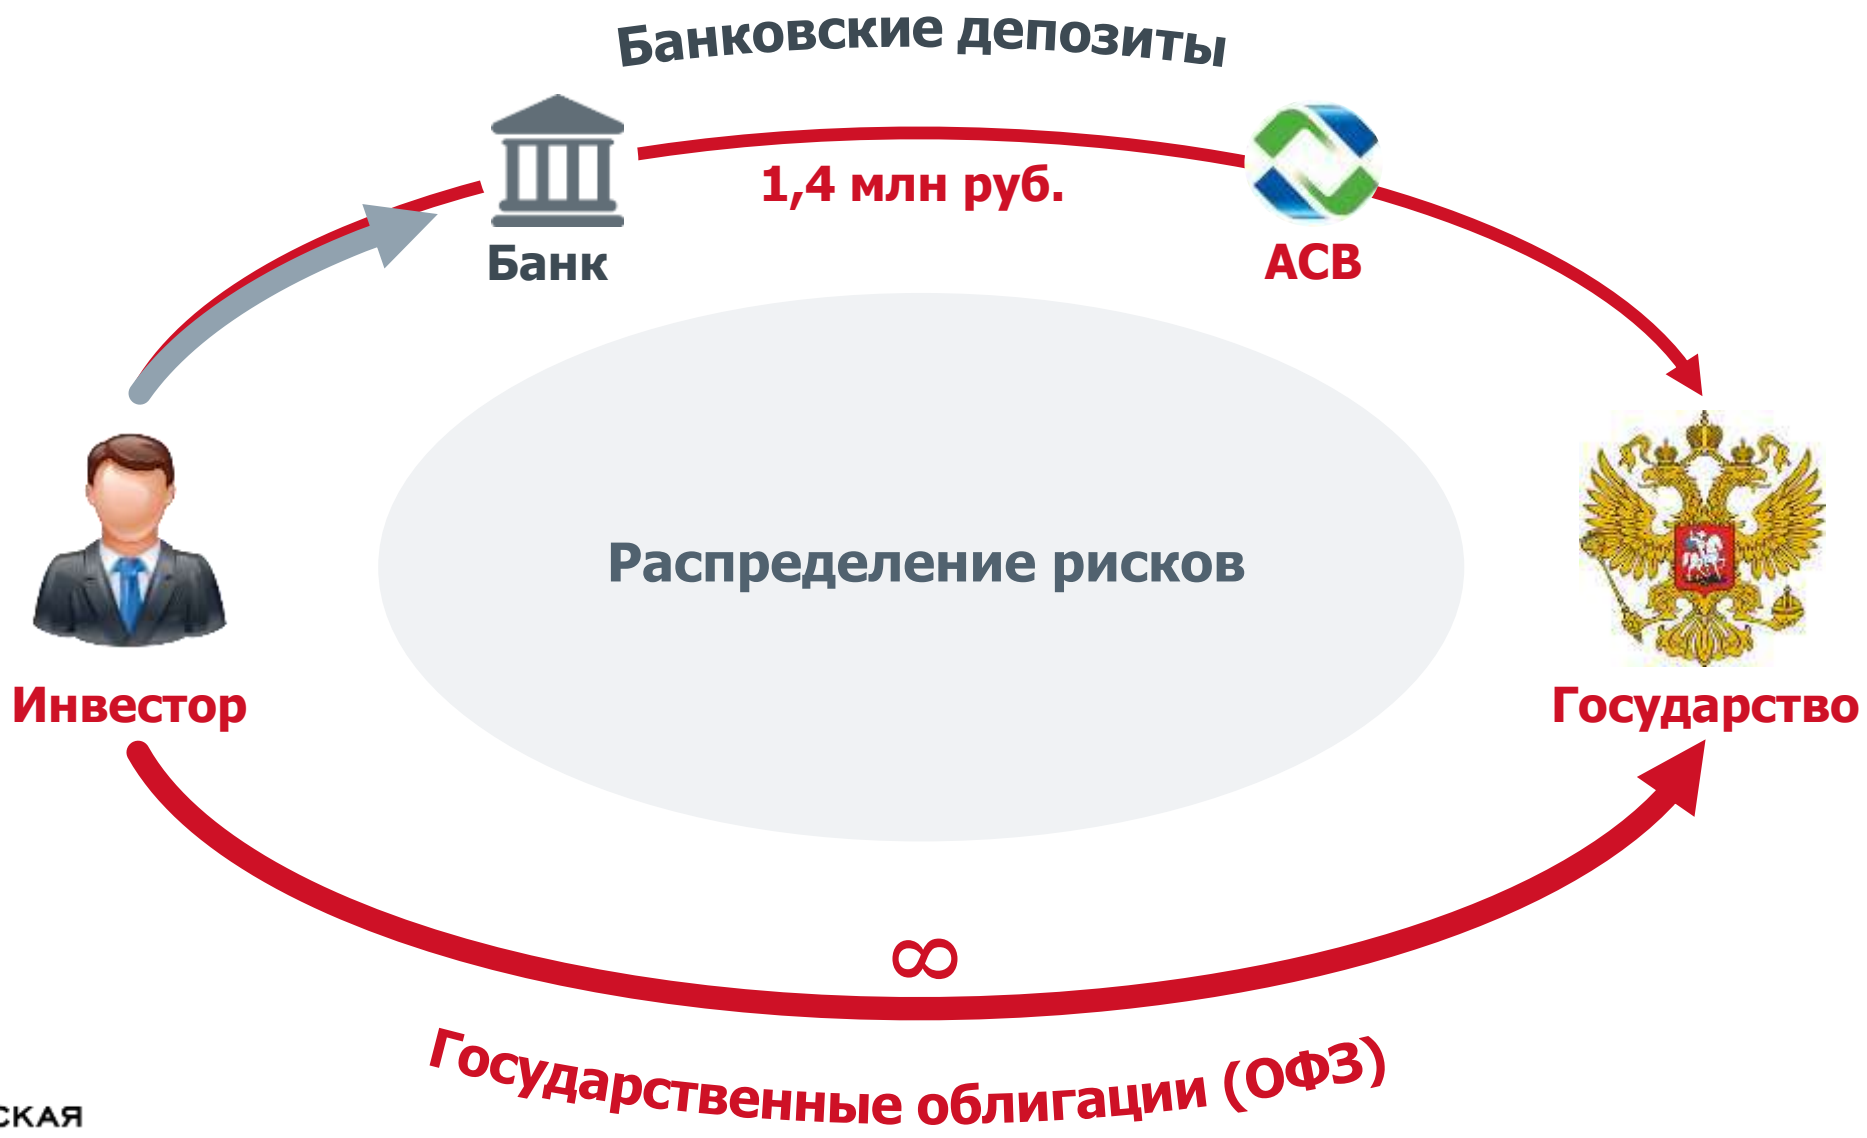 Банковские депозиты
1,4 млн руб.
Банк
АСВ
Распределение рисков
Инвестор
Государство
∞
Государственные облигации (ОФЗ)
СКАЯ